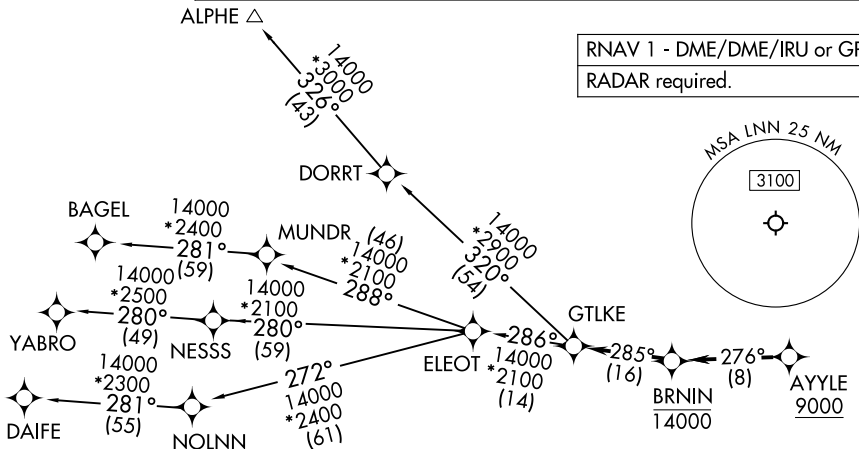 ALPHE
14000
*3000
326°
(43)
RNAV 1 - DME/DME/IRU or
RADAR required.
MSA LNN 25 NM
3100
DORRT
14000
*2900
320°
(54)
BAGEL
14000
*2400
281°
(59)
MUNDR
(46)
14000
*2100
288°
YABRO
14000
*2500
280°
(49)
NESSS
14000
*2100
280°
(59)
ELEOT
286°
14000
*2100
(14)
GTLKE
285°
(16)
BRNIN
14000
276°
(8)
AYYLE
9000
DAIFE
14000
*2300
281°
(55)
NOLNN
272°
14000
*2400
(61)